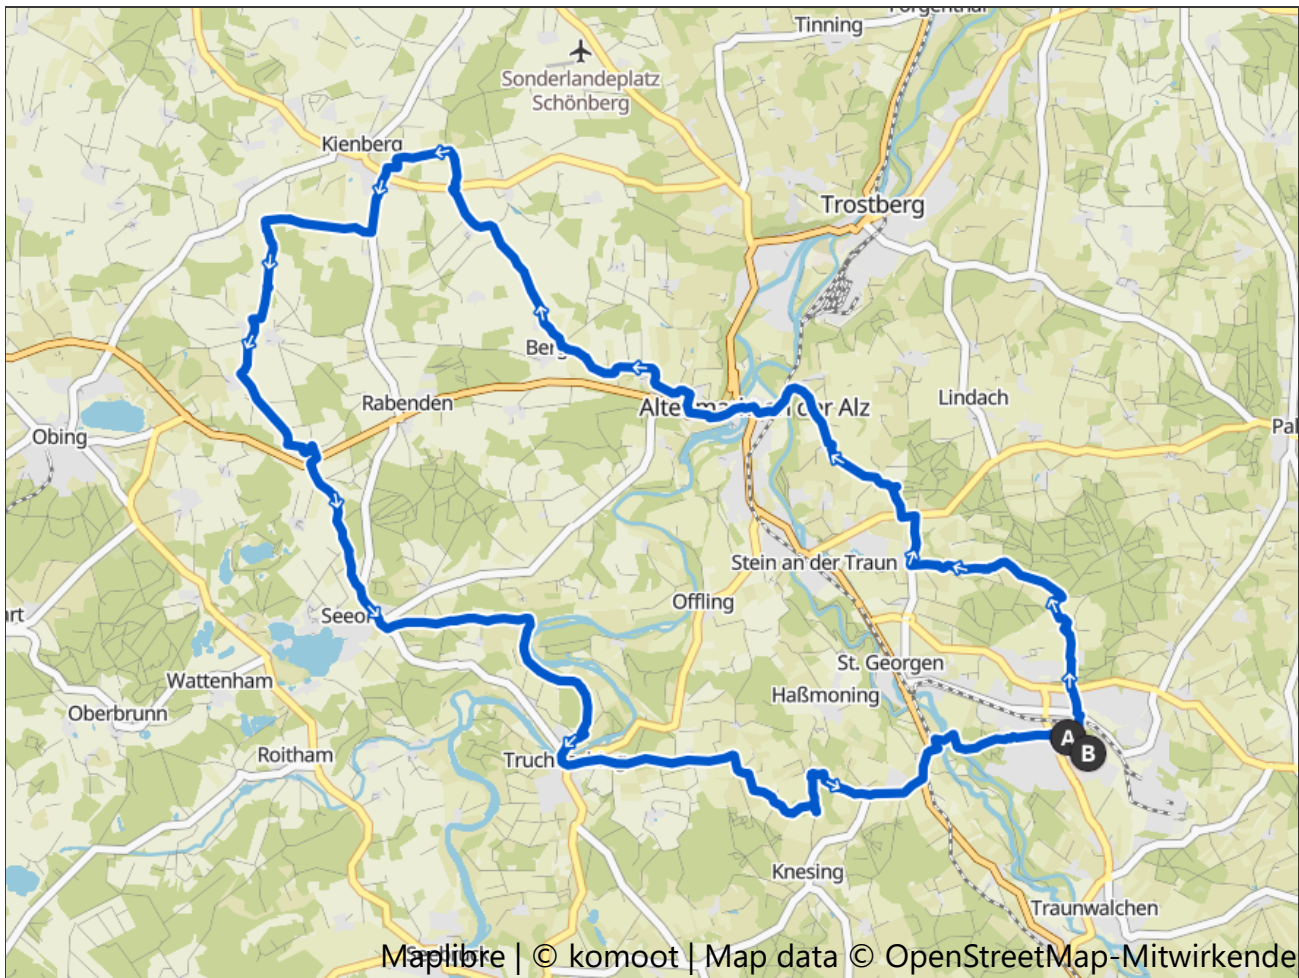 Tinning
Sonderlandeplatz
Schönberg
Kienberg
Trostberg
Berg
Rabenden
Lindach
Obing
Stein an der Traun
Offling
Seeon
St. Georgen
Wattenham
Haßmoning
Oberbrunn
Roitham
A
B
Knesing
Traunwalchen
Maplibre | © komoot | Map data © OpenStreetMap-Mitwirkende